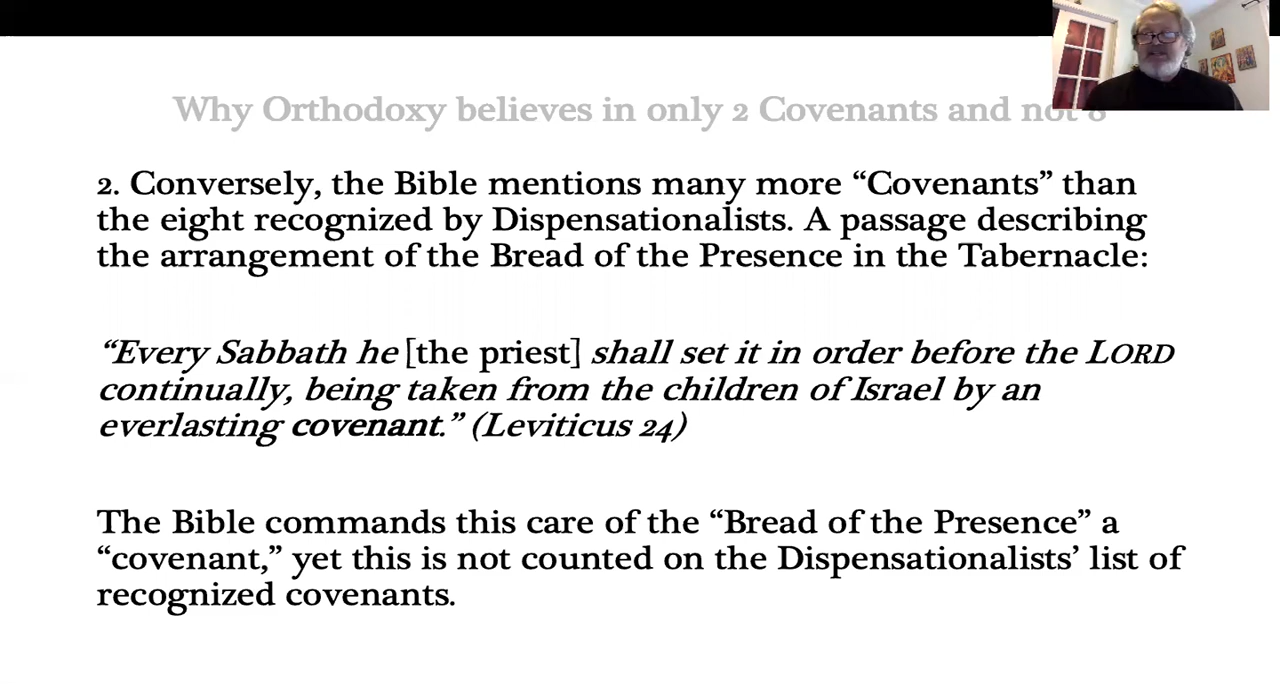 Why Orthodoxy believes in only 2 Covenants and not 8
2. Conversely, the Bible mentions many more “Covenants” than
the eight recognized by Dispensationalists. A passage describing
the arrangement of the Bread of the Presence in the Tabernacle:
“Every Sabbath he [the priest] shall set it in order before the LORD
continually, being taken from the children of Israel by an
everlasting covenant.” (Leviticus 24)
The Bible commands this care of the “Bread of the Presence” a
“covenant,” yet this is not counted on the Dispensationalists’ list of
recognized covenants.